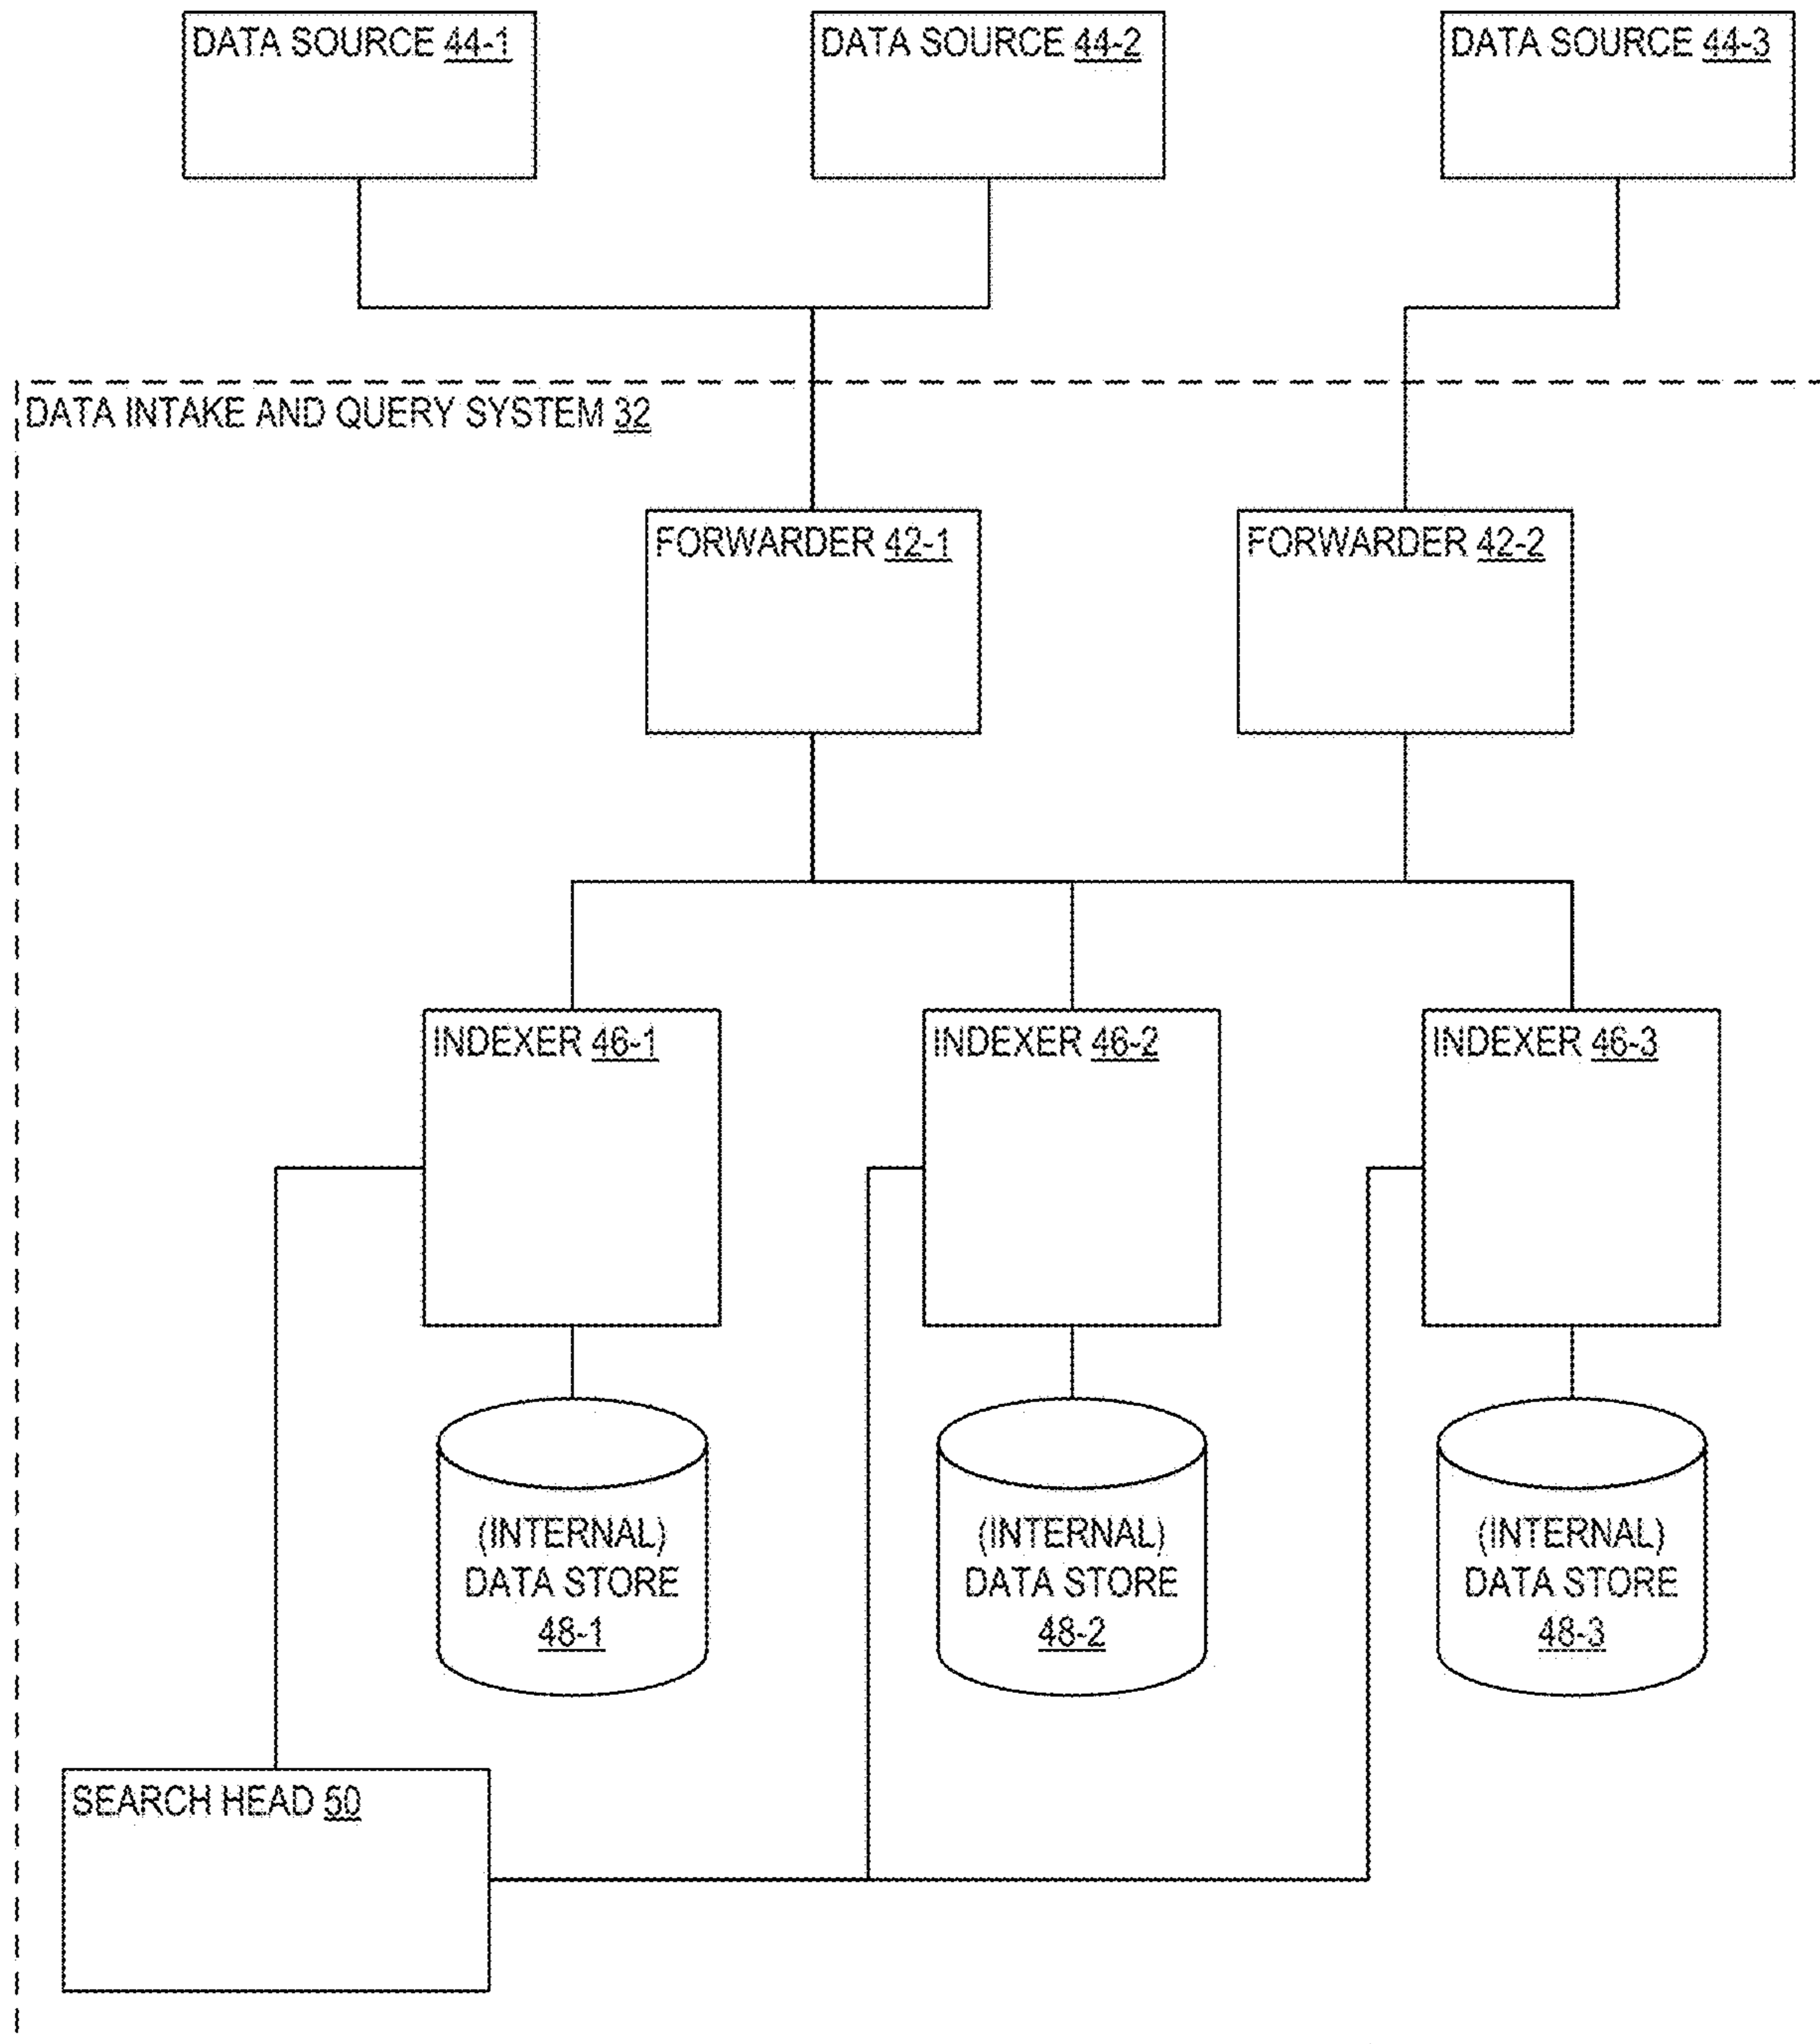 DATA SOURCE 44-1
DATA SOURCE 44-2
DATA SOURCE 44-3
DATA INTAKE AND QUERY SYSTEM 32
FORWARDER 42-1
FORWARDER 42-2
INDEXER 46-1
INDEXER 46-2
INDEXER 46-3
(INTERNAL)
DATA STORE
48-1
(INTERNAL)
DATA STORE
48-2
(INTERNAL)
DATA STORE
48-3
SEARCH HEAD 50